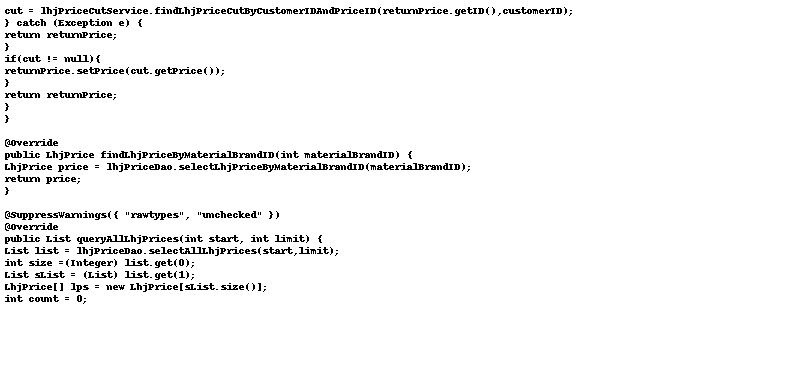 cut = lhjPriceCutService.findLhjPriceCutByCustomerIDAndPriceID(returnPrice.getID(),customerID);
} catch (Exception e) {
return returnPrice;
}
if(cut != null){
returnPrice.setPrice(cut.getPrice());
}
return returnPrice;
}
}

@Override
public LhjPrice findLhjPriceByMaterialBrandID(int materialBrandID) {
LhjPrice price = lhjPriceDao.selectLhjPriceByMaterialBrandID(materialBrandID);
return price;
}

@SuppressWarnings({ "rawtypes", "unchecked" })
@Override
public List queryAllLhjPrices(int start, int limit) {
List list = lhjPriceDao.selectAllLhjPrices(start,limit);
int size =(Integer) list.get(0);
List sList = (List) list.get(1);
LhjPrice[] lps = new LhjPrice[sList.size()];
int count = 0;